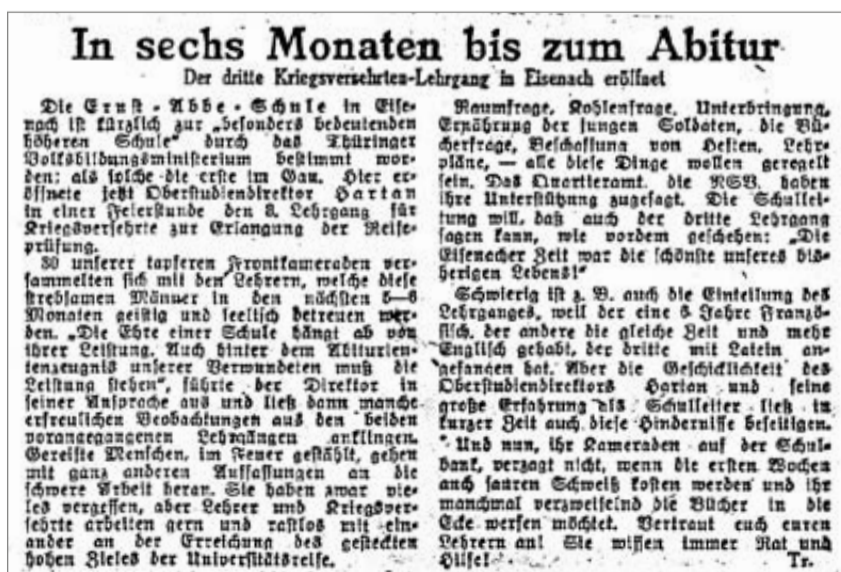 In sechs Monaten bis zum Abitur
Der dritte Kriegsversehrten-Lehrgang in Eisenach eröffnet
Die Ernst-Abbe-Schule in Eise-
nach ist kürzlich zur „besonders bedeutenden
höheren Schule“ durch das Thüringer
Volksbildungsministerium bestimmt wor-
den: als solche die erste im Gau. Hier er-
öffnete jetzt Oberstudiendirektor Hartan
in einer Feierstunde den 3. Lehrgang für
Kriegsversehrte zur Erlangung der Reife-
prüfung.
30 unserer tapferen Frontkameraden ver-
sammelten sich mit den Lehrern, welche diese
strebsamen Männer in den nächsten 5—6
Monaten geistig und seelisch betreuen wer-
den. „Die Ehre einer Schule hängt ab von
ihrer Leistung. Auch hinter dem Abiturien-
tenzeugnis unserer Verwundeten muß die
Leistung stehen“, führte der Direktor in
seiner Ansprache aus und ließ dann manche
erfreulichen Beobachtungen aus den beiden
vorangegangenen Lehrgängen anklingen.
Gereifte Menschen, im Feuer gestählt, gehen
mit ganz anderen Auffassungen an die
schwere Arbeit heran. Sie haben zwar vie-
les vergessen, aber Lehrer und Kriegsver-
sehrte arbeiten gern und rastlos mit ein-
ander an der Erreichung des gesteckten
hohen Zieles der Universitätsreife.
Raumfrage, Kohlenfrage, Unterbringung,
Ernährung der jungen Soldaten, die Bü-
cherfrage, Beschaffung von Heften, Lehr-
pläne, — alle diese Dinge wollen geregelt
sein. Das Quartieramt, die NSV. haben
ihre Unterstützung zugesagt. Die Schullei-
tung will, daß auch der dritte Lehrgang
sagen kann, wie vordem geschehen: „Die
Eisenacher Zeit war die schönste unseres bis-
herigen Lebens!“
Schwierig ist z. B. auch die Einteilung des
Lehrganges, weil der eine 6 Jahre Franzö-
sisch, der andere die gleiche Zeit und mehr
Englisch gehabt, der dritte mit Latein an-
gefangen hat. Aber die Geschicklichkeit des
Oberstudiendirektors Hartan und seine
große Erfahrung als Schulleiter ließ in
kurzer Zeit auch diese Hindernisse beseitigen.
Und nun, ihr Kameraden auf der Schul-
bank, verzagt nicht, wenn die ersten Wochen
auch sauren Schweiß kosten werden und ihr
manchmal verzweifelnd die Bücher in die
Ecke werfen möchtet. Vertraut euch euren
Lehrern an! Sie wissen immer Rat und
Hilfe!
Tr.